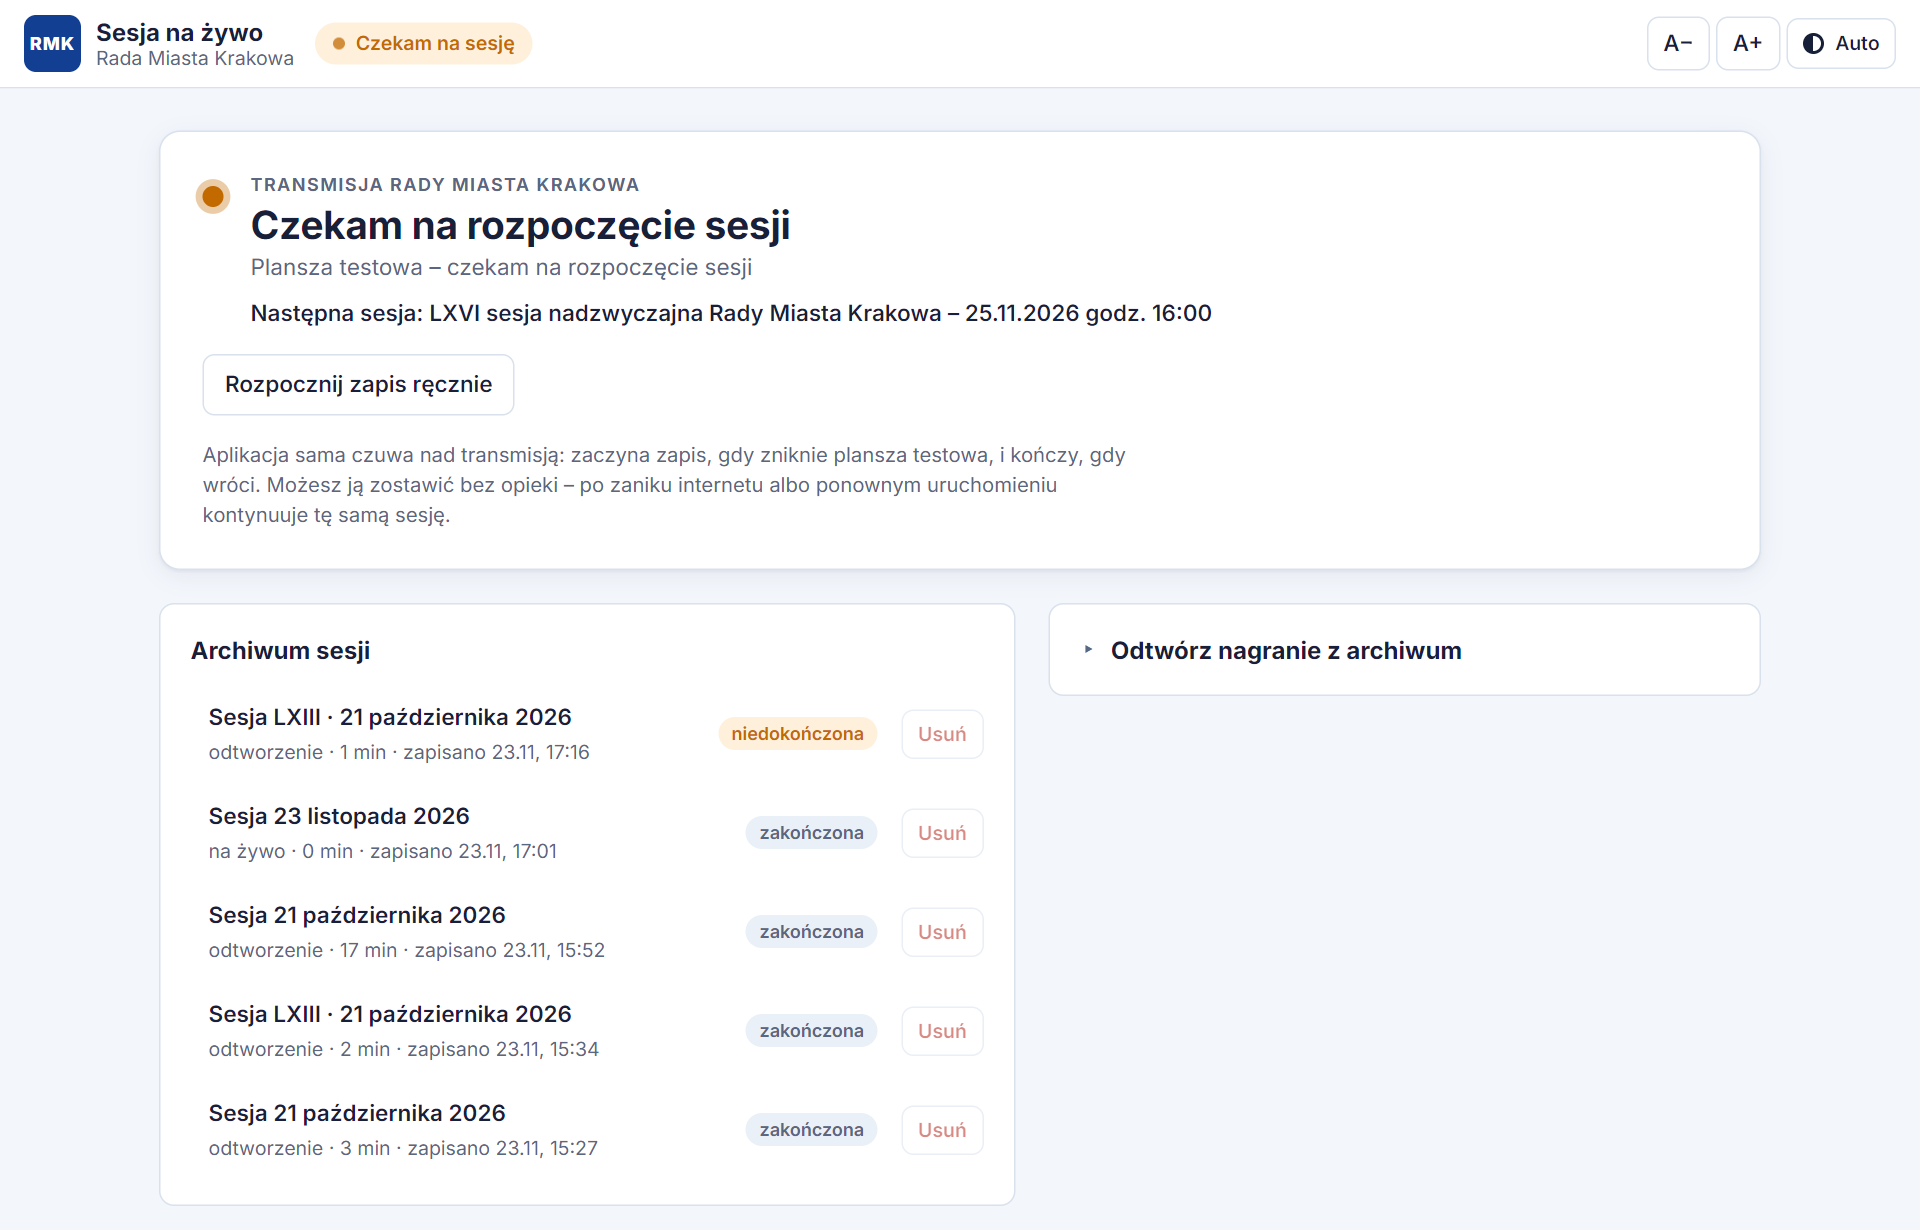 RMK
Sesja na żywo
Rada Miasta Krakowa
Czekam na sesję
A−
A+
Auto
TRANSMISJA RADY MIASTA KRAKOWA
Czekam na rozpoczęcie sesji
Plansza testowa – czekam na rozpoczęcie sesji
Następna sesja: LXVI sesja nadzwyczajna Rady Miasta Krakowa – 25.11.2026 godz. 16:00
Rozpocznij zapis ręcznie
Aplikacja sama czuwa nad transmisją: zaczyna zapis, gdy zniknie plansza testowa, i kończy, gdy
wróci. Możesz ją zostawić bez opieki – po zaniku internetu albo ponownym uruchomieniu
kontynuuje tę samą sesję.
Archiwum sesji
Sesja LXIII · 21 października 2026
odtworzenie · 1 min · zapisano 23.11, 17:16
niedokończona
Usuń
Sesja 23 listopada 2026
na żywo · 0 min · zapisano 23.11, 17:01
zakończona
Usuń
Sesja 21 października 2026
odtworzenie · 17 min · zapisano 23.11, 15:52
zakończona
Usuń
Sesja LXIII · 21 października 2026
odtworzenie · 2 min · zapisano 23.11, 15:34
zakończona
Usuń
Sesja 21 października 2026
odtworzenie · 3 min · zapisano 23.11, 15:27
zakończona
Usuń
Odtwórz nagranie z archiwum